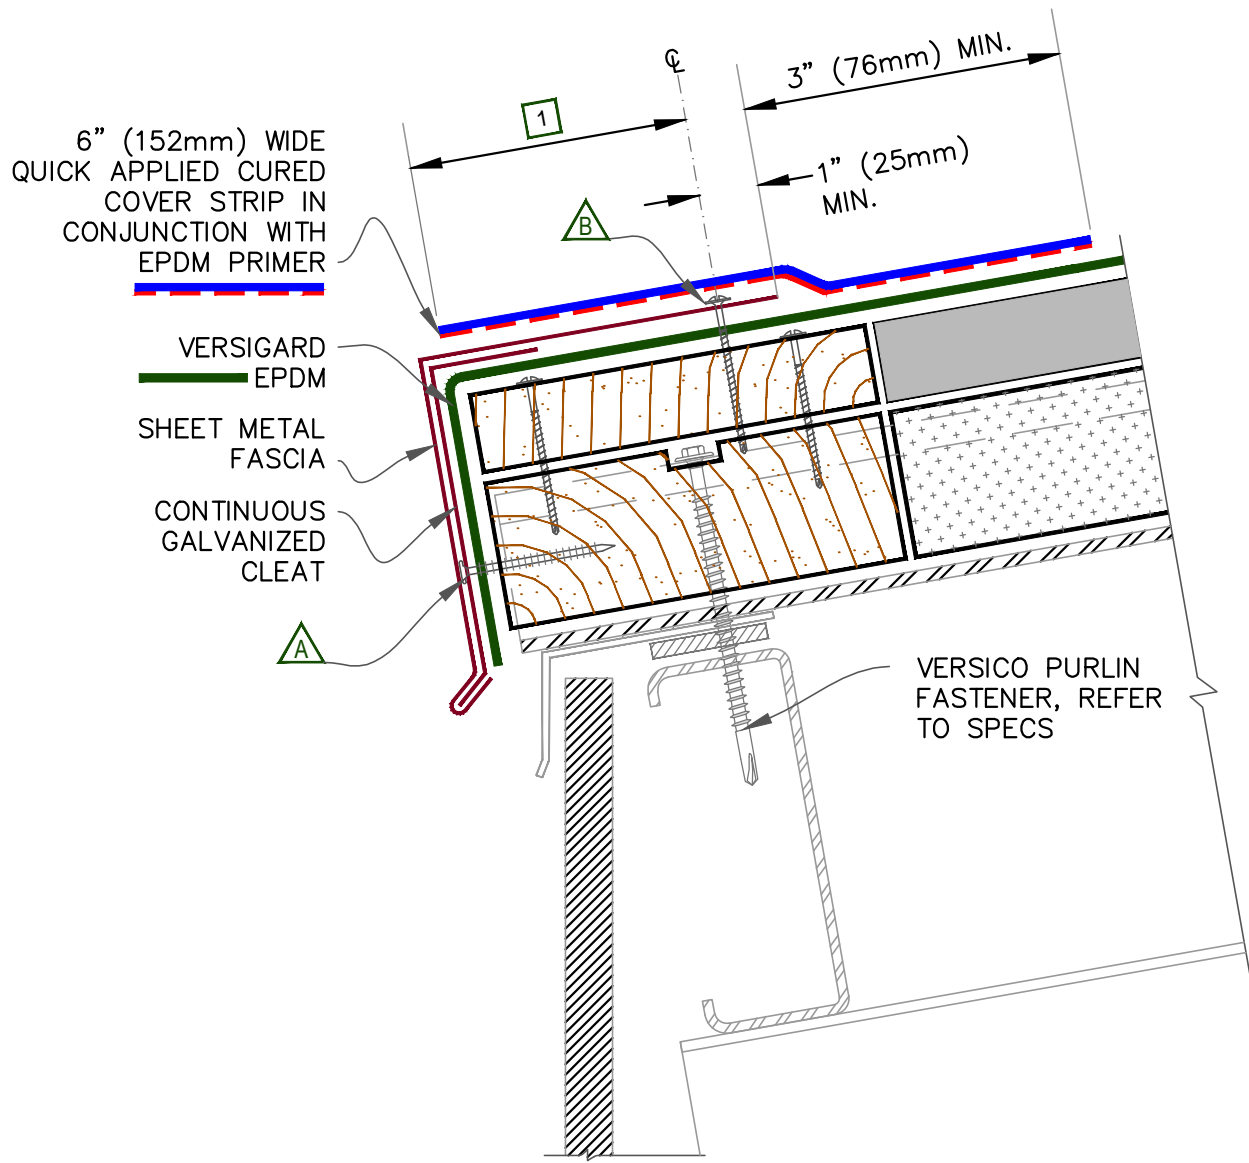 ℄
3” (76mm) MIN.
1
1” (25mm)
MIN.
6” (152mm) WIDE
QUICK APPLIED CURED
COVER STRIP IN
CONJUNCTION WITH
EPDM PRIMER
B
VERSIGARD
EPDM
SHEET METAL
FASCIA
CONTINUOUS
GALVANIZED
CLEAT
A
VERSICO PURLIN
FASTENER, REFER
TO SPECS